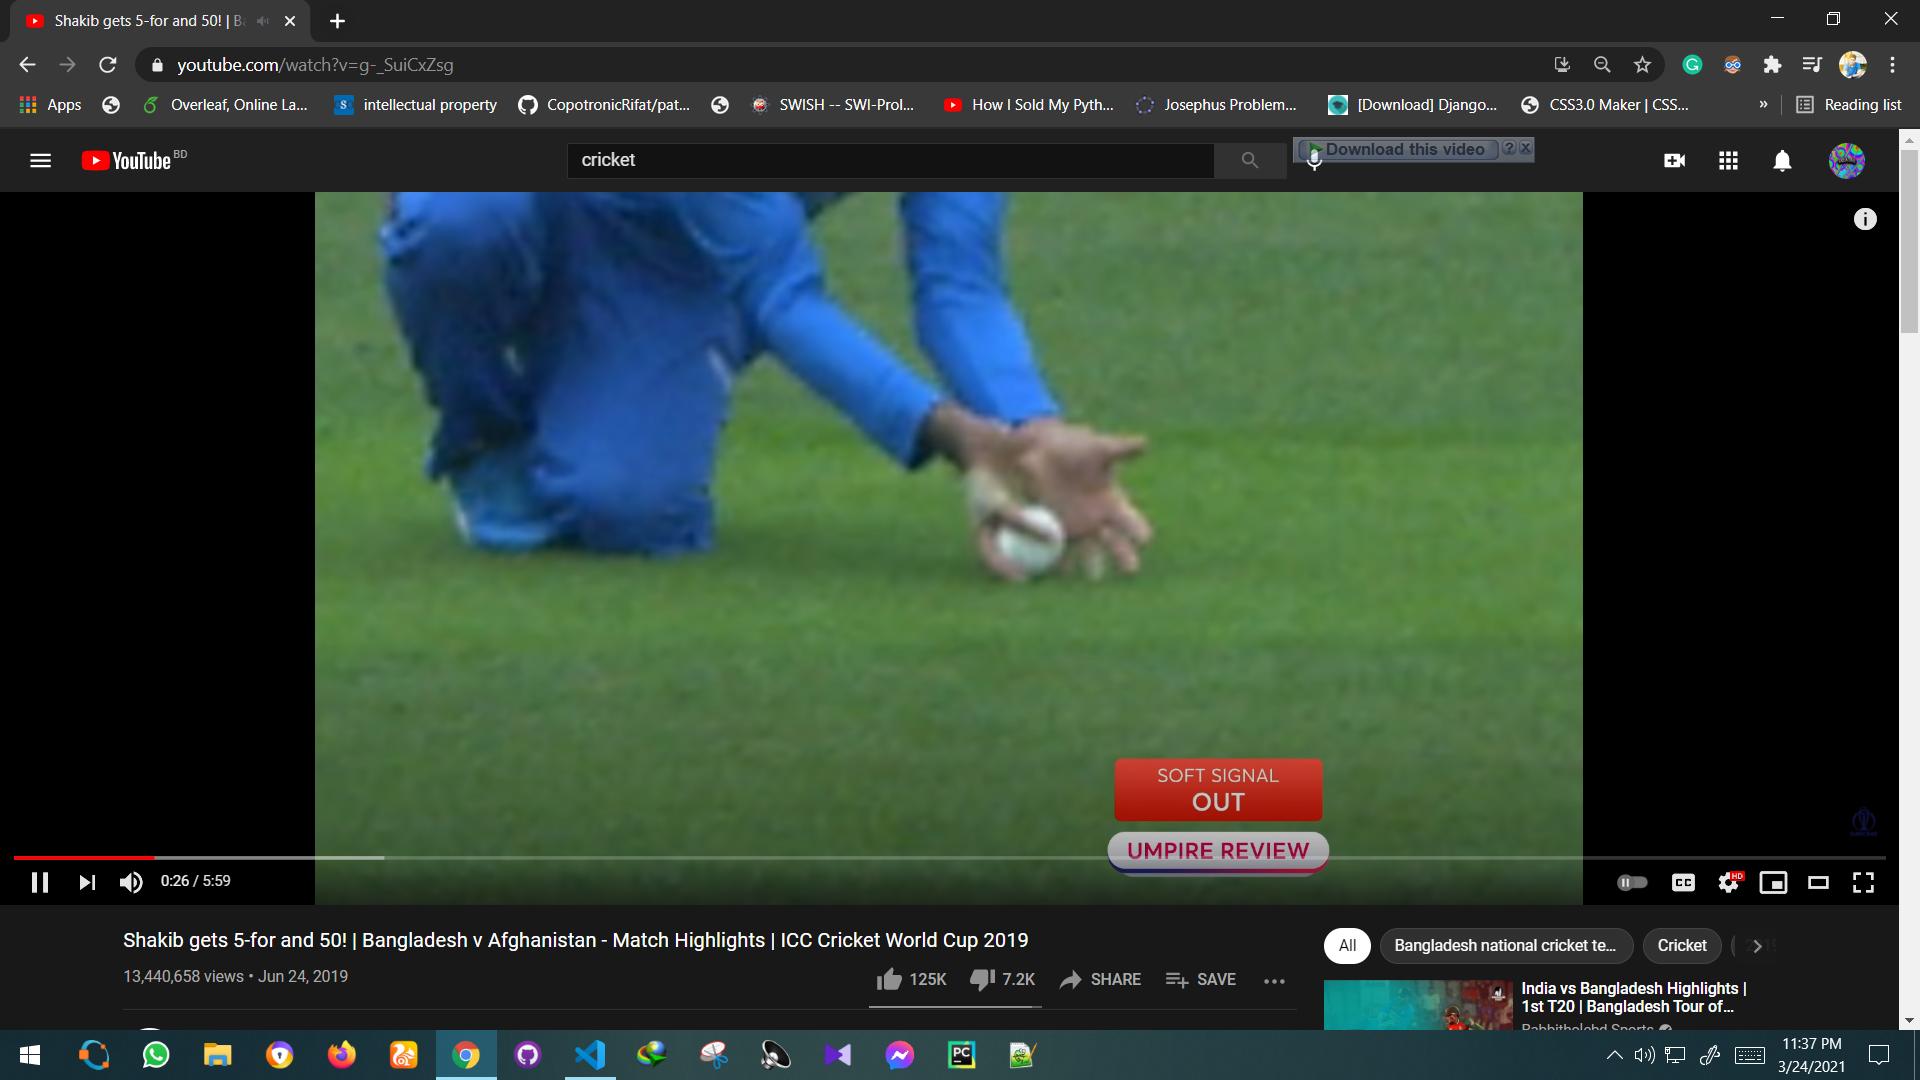 Shakib gets 5-for and 50! | B
youtube.com/watch?v=g-_SuiCxZsg
Apps
Overleaf, Online La...
intellectual property
CopotronicRifat/pat...
SWISH -- SWI-Prol...
How I Sold My Pyth...
Josephus Problem...
[Download] Django...
CSS3.0 Maker | CSS...
»
Reading list
YouTube BD
cricket
Download this video
SOFT SIGNAL
OUT
UMPIRE REVIEW
0:26 / 5:59
CC
HD
Shakib gets 5-for and 50! | Bangladesh v Afghanistan - Match Highlights | ICC Cricket World Cup 2019
13,440,658 views • Jun 24, 2019
125K
7.2K
SHARE
SAVE
All
Bangladesh national cricket te...
Cricket
India vs Bangladesh Highlights |
1st T20 | Bangladesh Tour of...
Rabbitholebd Sports
PC
11:37 PM
3/24/2021